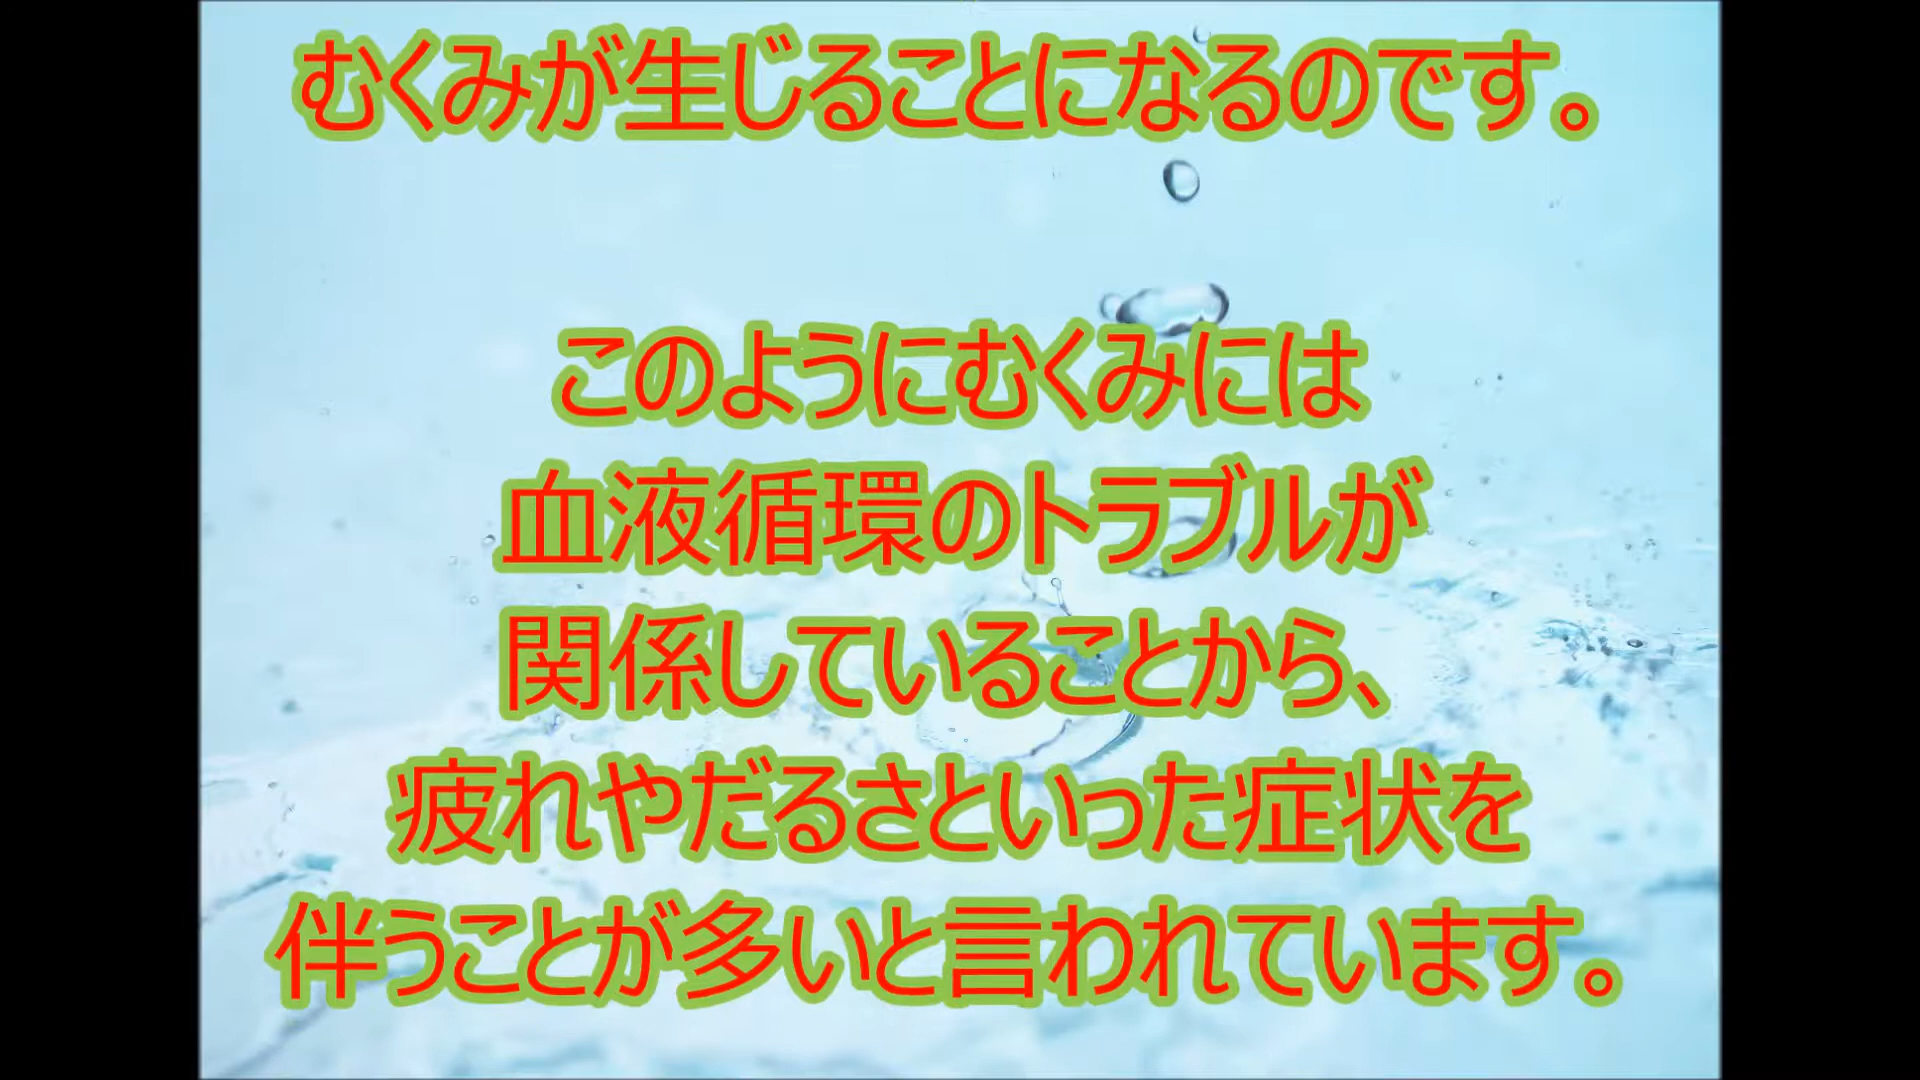 むくみが生じることになるのです。
このようにむくみには
血液循環のトラブルが
関係していることから、
疲れやだるさといった症状を
伴うことが多いと言われています。